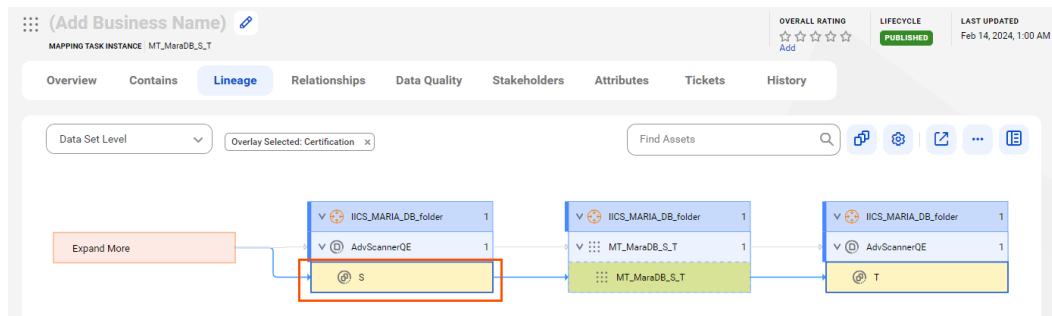 (Add Business Name)
MAPPING TASK INSTANCE MT_MaraDB_S_T
OVERALL RATING
Add
LIFECYCLE
PUBLISHED
LAST UPDATED
Feb 14, 2024, 1:00 AM
Overview Contains Lineage Relationships Data Quality Stakeholders Attributes Tickets History
Data Set Level
Overlay Selected: Certification ×
Find Assets
Expand More
IICS_MARIA_DB_folder 1
AdvScannerQE 1
S
IICS_MARIA_DB_folder 1
MT_MaraDB_S_T 1
MT_MaraDB_S_T
IICS_MARIA_DB_folder 1
AdvScannerQE 1
T